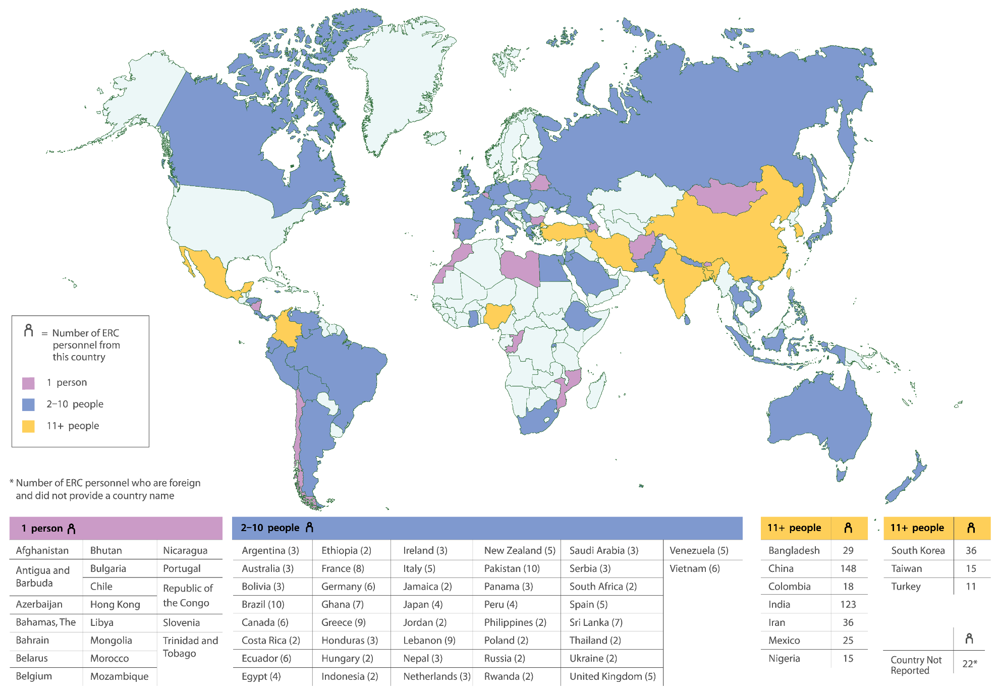 = Number of ERC
personnel from
this country
1 person
2–10 people
11+ people
* Number of ERC personnel who are foreign
and did not provide a country name
1 person
Afghanistan
Antigua and
Barbuda
Azerbaijan
Bahamas, The
Bahrain
Belarus
Belgium
Bhutan
Bulgaria
Chile
Hong Kong
Libya
Mongolia
Morocco
Mozambique
Nicaragua
Portugal
Republic of
the Congo
Slovenia
Trinidad and
Tobago
2–10 people
Argentina (3)
Australia (3)
Bolivia (3)
Brazil (10)
Canada (6)
Costa Rica (2)
Ecuador (6)
Egypt (4)
Ethiopia (2)
France (8)
Germany (6)
Ghana (7)
Greece (9)
Honduras (3)
Hungary (2)
Indonesia (2)
Ireland (3)
Italy (5)
Jamaica (2)
Japan (4)
Jordan (2)
Lebanon (9)
Nepal (3)
Netherlands (3)
New Zealand (5)
Pakistan (10)
Panama (3)
Peru (4)
Philippines (2)
Poland (2)
Russia (2)
Rwanda (2)
Saudi Arabia (3)
Serbia (3)
South Africa (2)
Spain (5)
Sri Lanka (7)
Thailand (2)
Ukraine (2)
United Kingdom (5)
Venezuela (5)
Vietnam (6)
11+ people
Bangladesh 29
China 148
Colombia 18
India 123
Iran 36
Mexico 25
Nigeria 15
11+ people
South Korea 36
Taiwan 15
Turkey 11
Country Not
Reported 22*